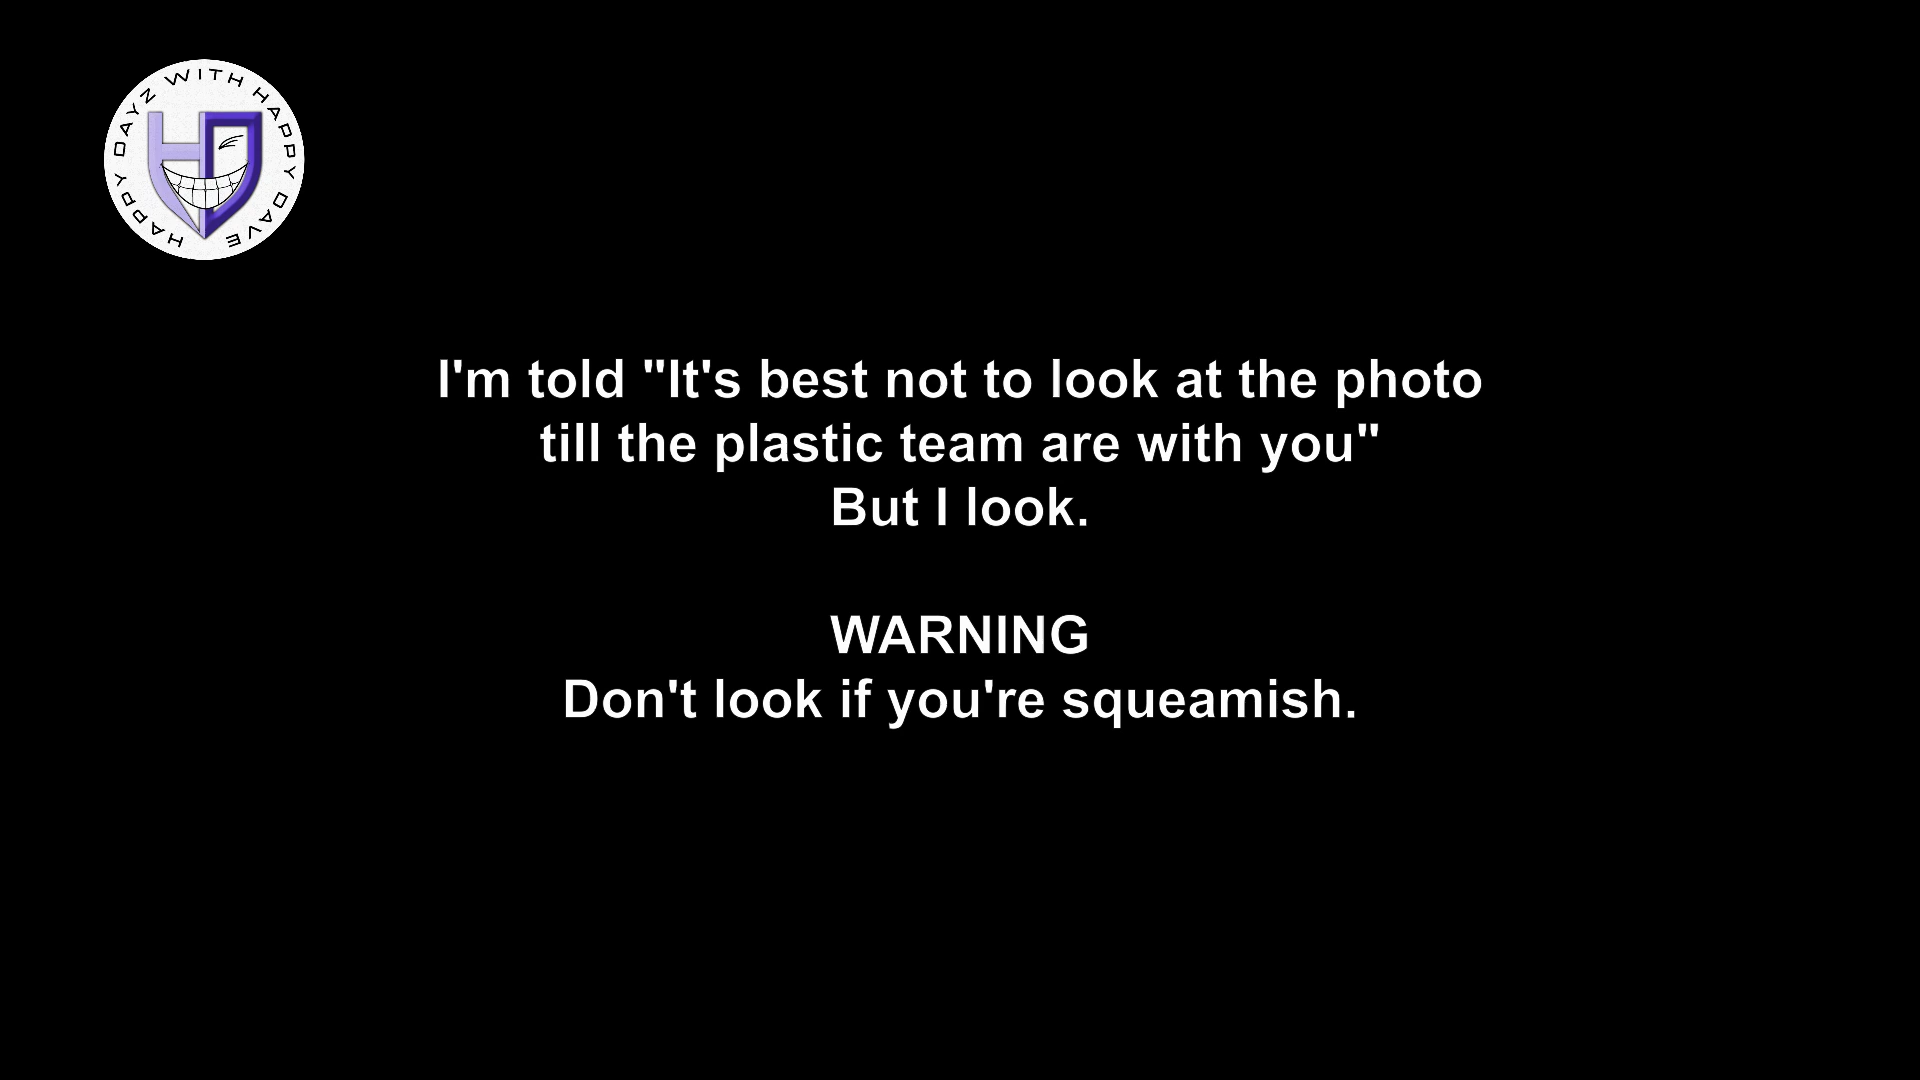 HAPPY DAYZ WITH HAPPY DAVE
HD
I'm told "It's best not to look at the photo
till the plastic team are with you"
But I look.
WARNING
Don't look if you're squeamish.